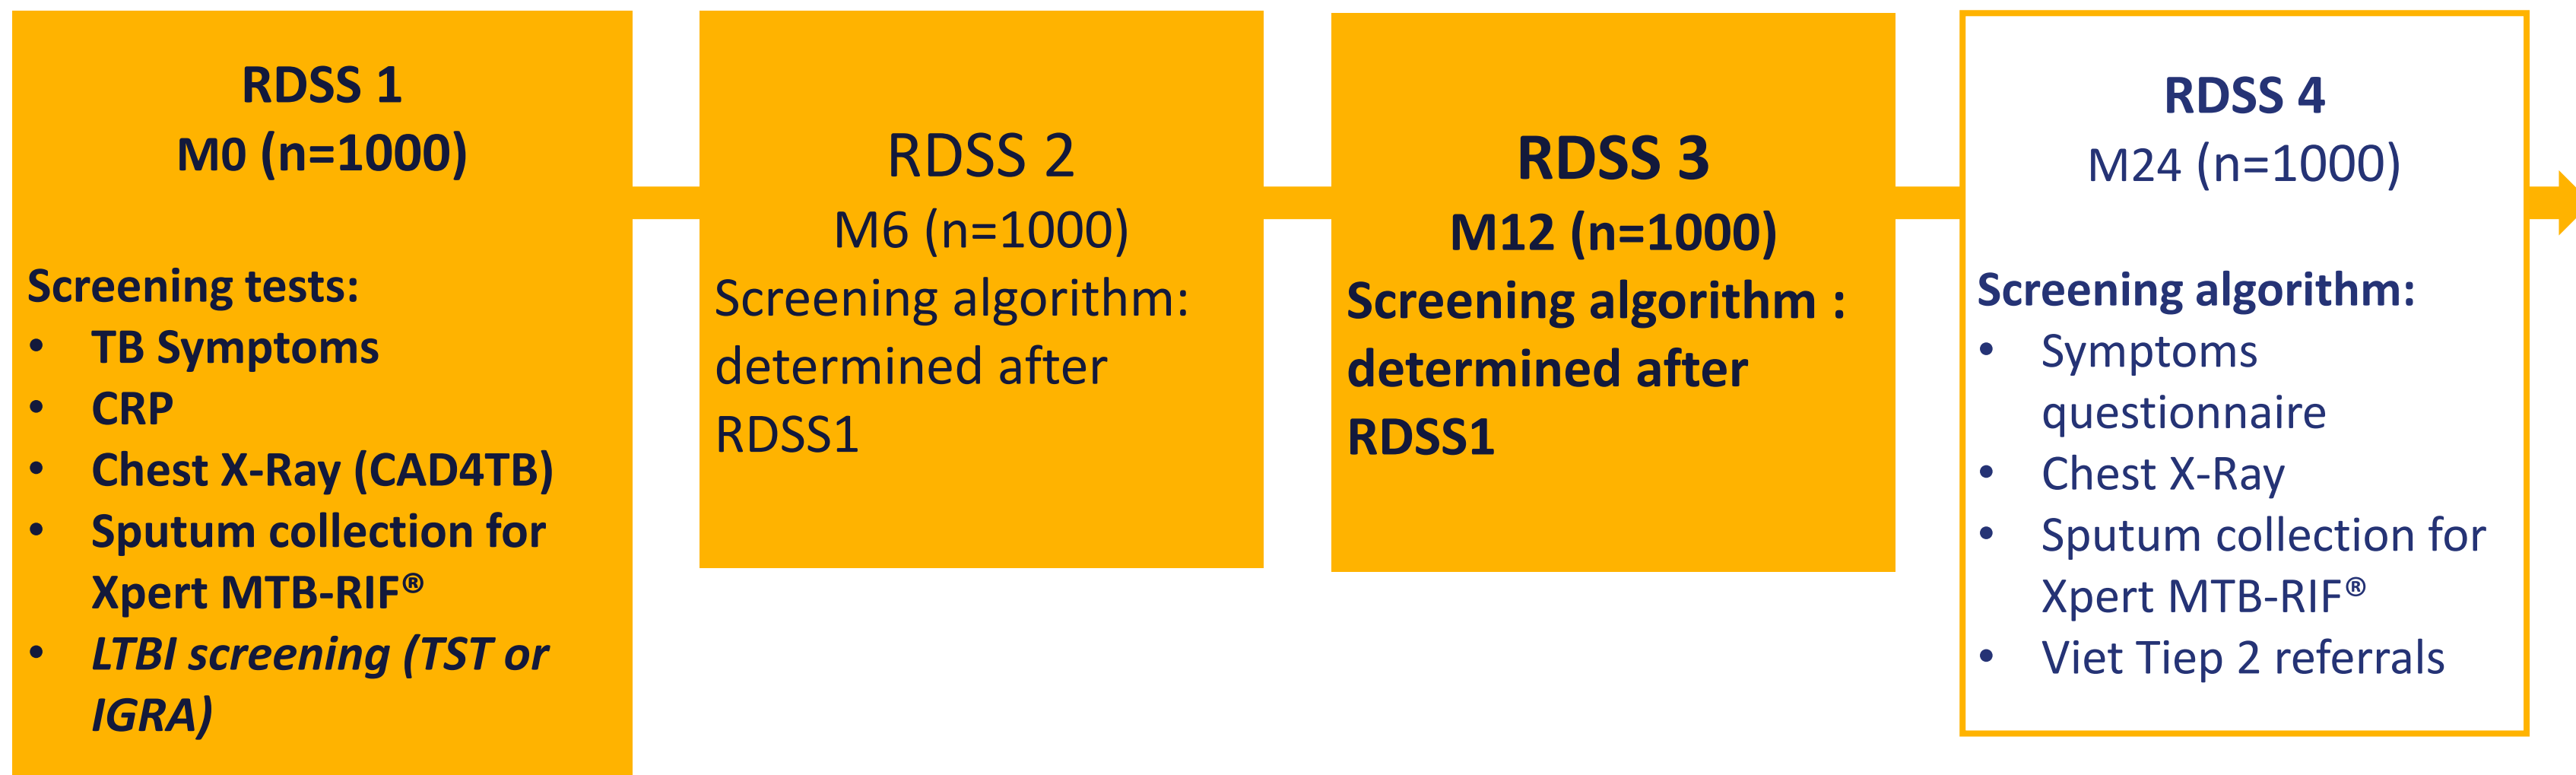 RDSS 1
M0 (n=1000)
Screening tests:
• TB Symptoms
• CRP
• Chest X-Ray (CAD4TB)
• Sputum collection for
Xpert MTB-RIF®
• LTBI screening (TST or
IGRA)
RDSS 2
M6 (n=1000)
Screening algorithm:
determined after
RDSS1
RDSS 3
M12 (n=1000)
Screening algorithm :
determined after
RDSS1
RDSS 4
M24 (n=1000)
Screening algorithm:
• Symptoms
questionnaire
• Chest X-Ray
• Sputum collection for
Xpert MTB-RIF®
• Viet Tiep 2 referrals